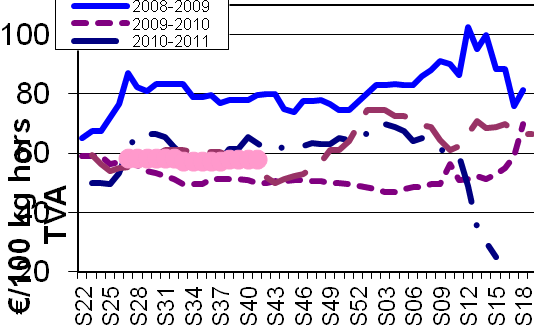 2008-2009
2009-2010
2010-2011
100
80
60
40
20
€/100 kg hors
TVA
S22
S25
S28
S31
S34
S37
S40
S43
S46
S49
S52
S03
S06
S09
S12
S15
S18